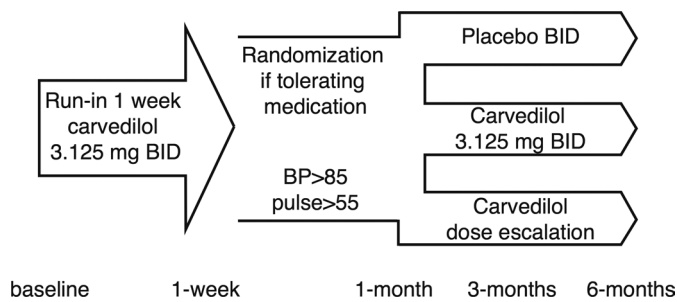 Run-in 1 week
carvedilol
3.125 mg BID
Randomization
if tolerating
medication
BP>85
pulse>55
Placebo BID
Carvedilol
3.125 mg BID
Carvedilol
dose escalation
baseline
1-week
1-month
3-months
6-months